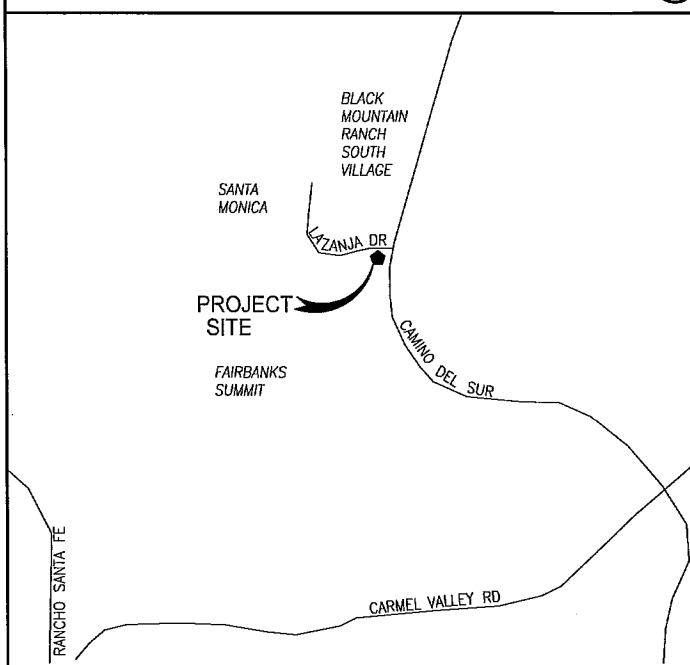 BLACK
MOUNTAIN
RANCH
SOUTH
VILLAGE
SANTA
MONICA
LAZANJA DR
PROJECT
SITE
CAMINO DEL SUR
FAIRBANKS
SUMMIT
RANCHO SANTA FE
CARMEL VALLEY RD